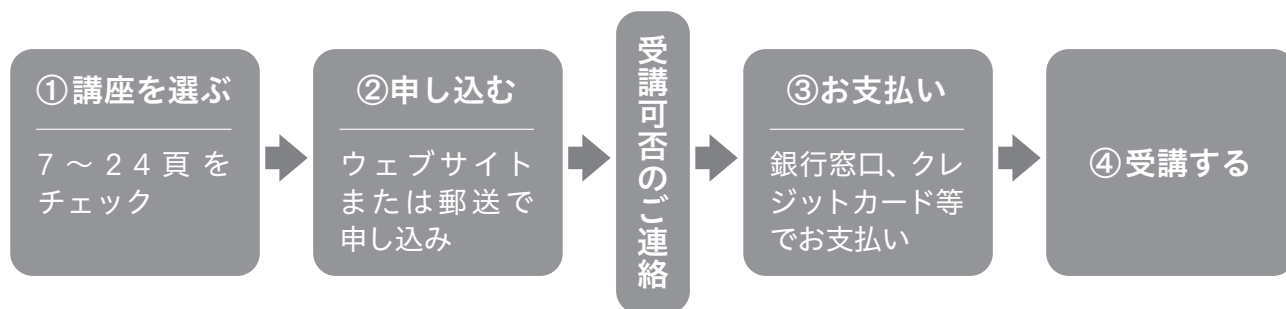 ①講座を選ぶ
7～24頁を
チェック
②申し込む
ウェブサイト
または郵送で
申し込み
受講可否のご連絡
③お支払い
銀行窓口、クレ
ジットカード等
でお支払い
④受講する